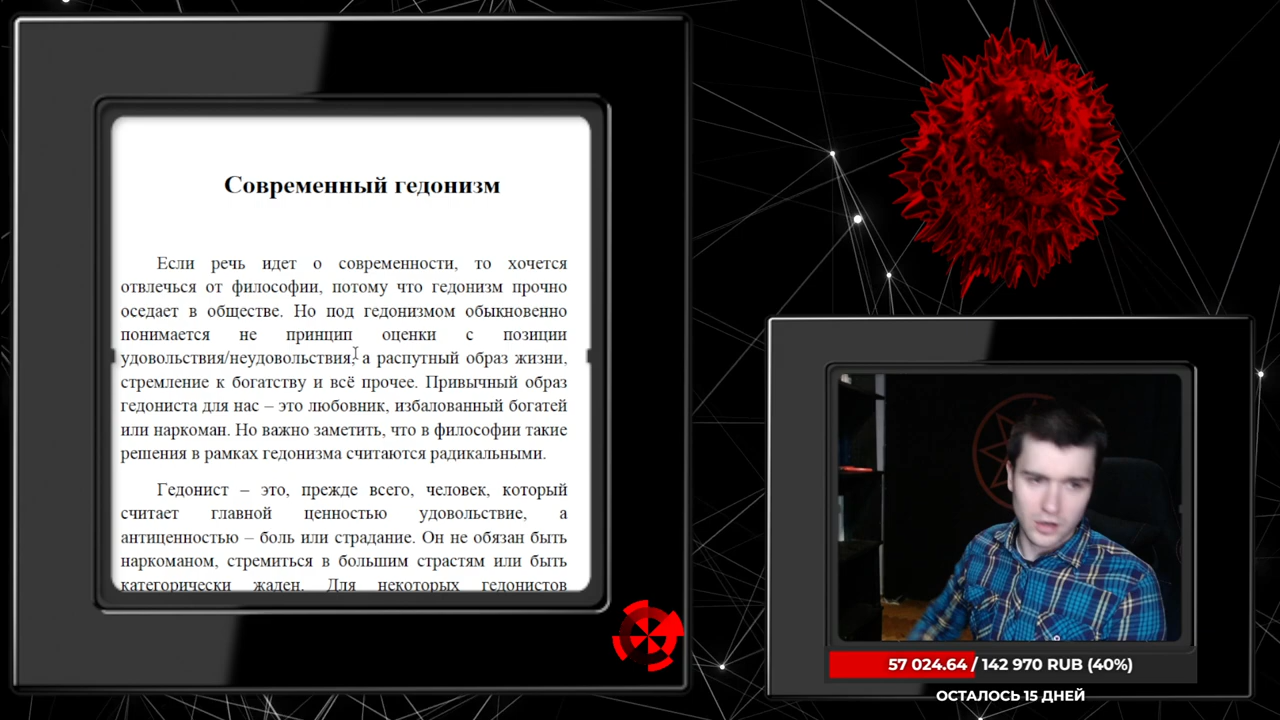 Современный гедонизм
Если речь идет о современности, то хочется
отвлечься от философии, потому что гедонизм прочно
оседает в обществе. Но под гедонизмом обыкновенно
понимается не принцип оценки с позиции
удовольствия/неудовольствия, а распутный образ жизни,
стремление к богатству и всё прочее. Привычный образ
гедониста для нас – это любовник, избалованный богатей
или наркоман. Но важно заметить, что в философии такие
решения в рамках гедонизма считаются радикальными.
Гедонист – это, прежде всего, человек, который
считает главной ценностью удовольствие, а
антиценностью – боль или страдание. Он не обязан быть
наркоманом, стремиться в большим страстям или быть
категорически жаден. Для некоторых гедонистов
57 024.64 / 142 970 RUB (40%)
ОСТАЛОСЬ 15 ДНЕЙ